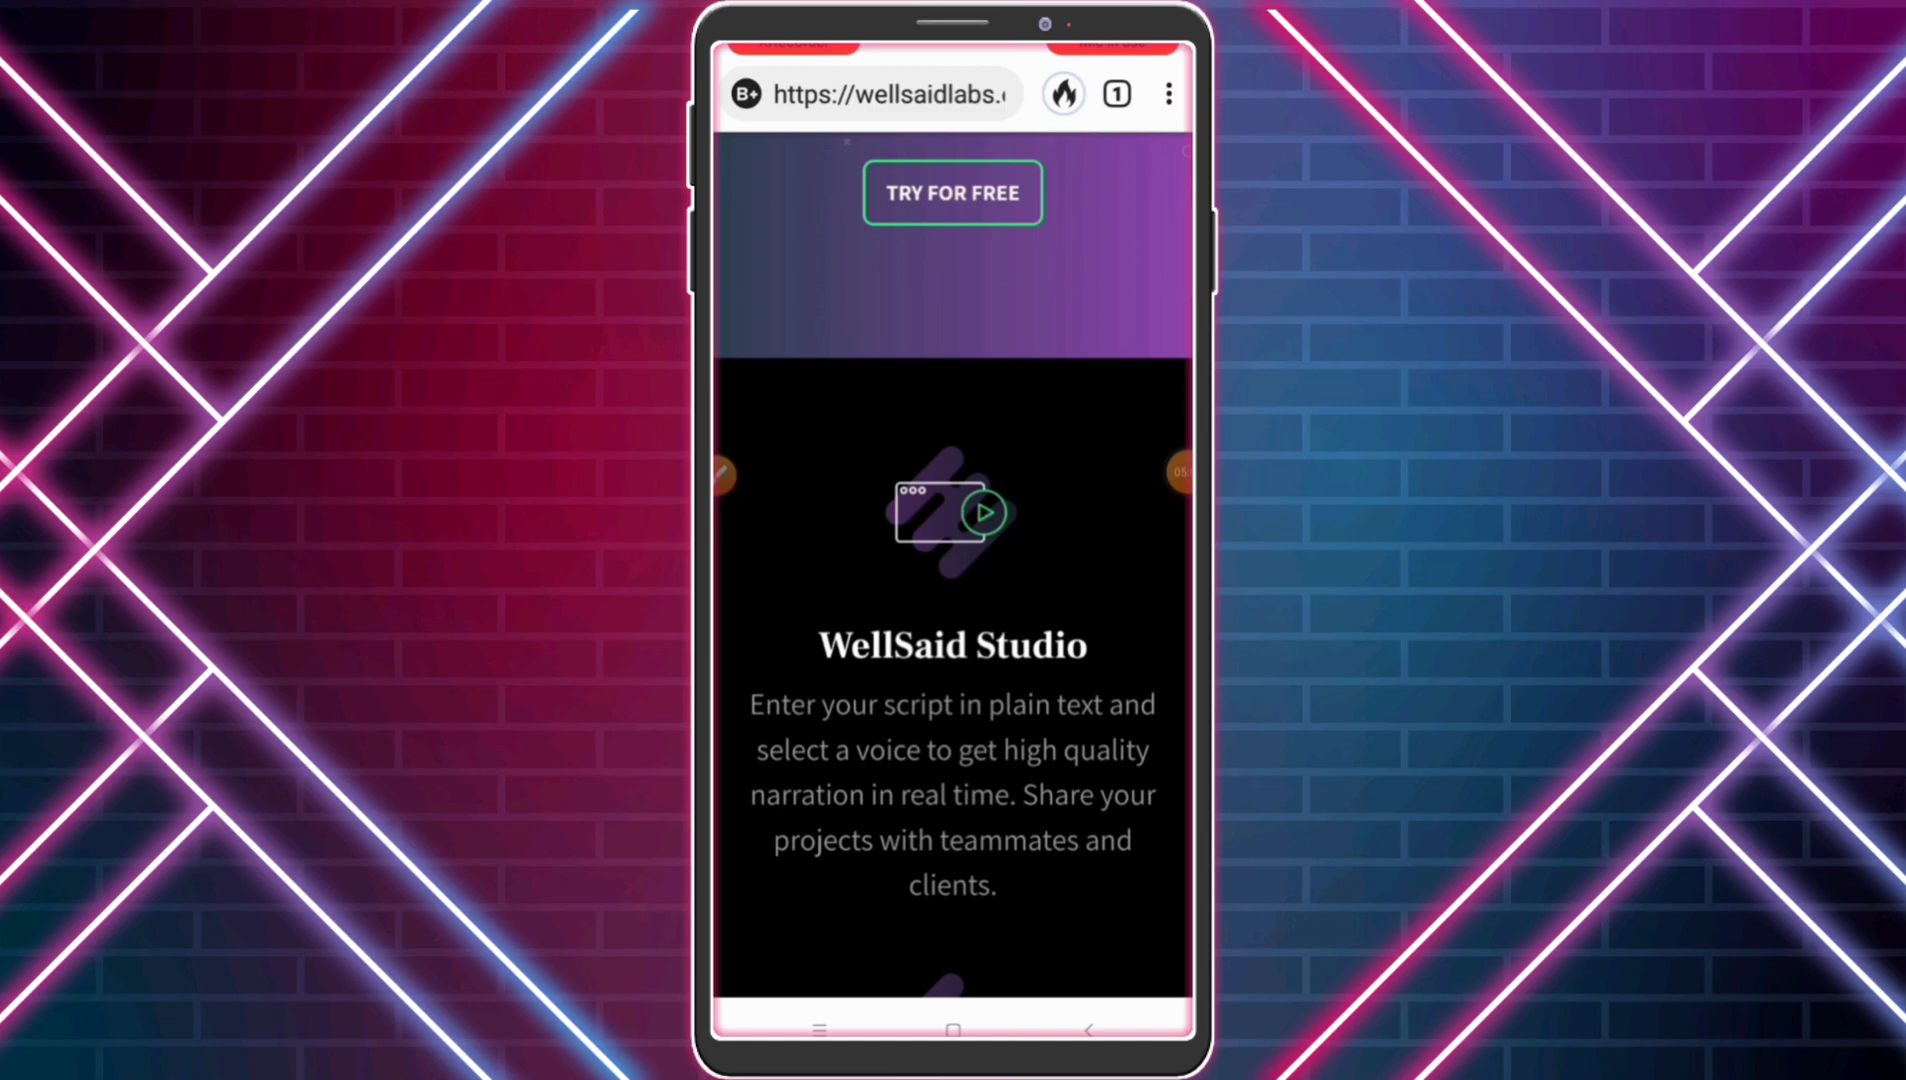 B+ https://wellsaidlabs.
1
TRY FOR FREE
WellSaid Studio
Enter your script in plain text and
select a voice to get high quality
narration in real time. Share your
projects with teammates and
clients.